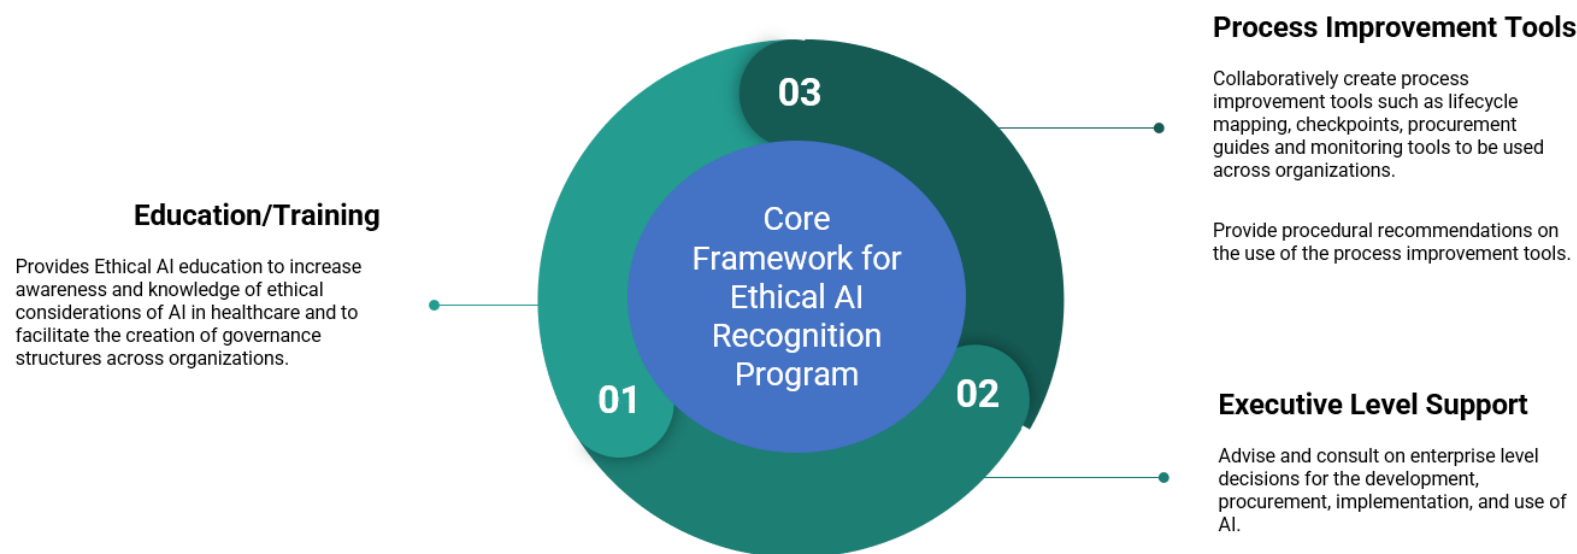 Process Improvement Tools
Collaboratively create process
improvement tools such as lifecycle
mapping, checkpoints, procurement
guides and monitoring tools to be used
across organizations.
Provide procedural recommendations on
the use of the process improvement tools.
03
Education/Training
Provides Ethical AI education to increase
awareness and knowledge of ethical
considerations of AI in healthcare and to
facilitate the creation of governance
structures across organizations.
Core
Framework for
Ethical AI
Recognition
Program
01
02
Executive Level Support
Advise and consult on enterprise level
decisions for the development,
procurement, implementation, and use of
AI.